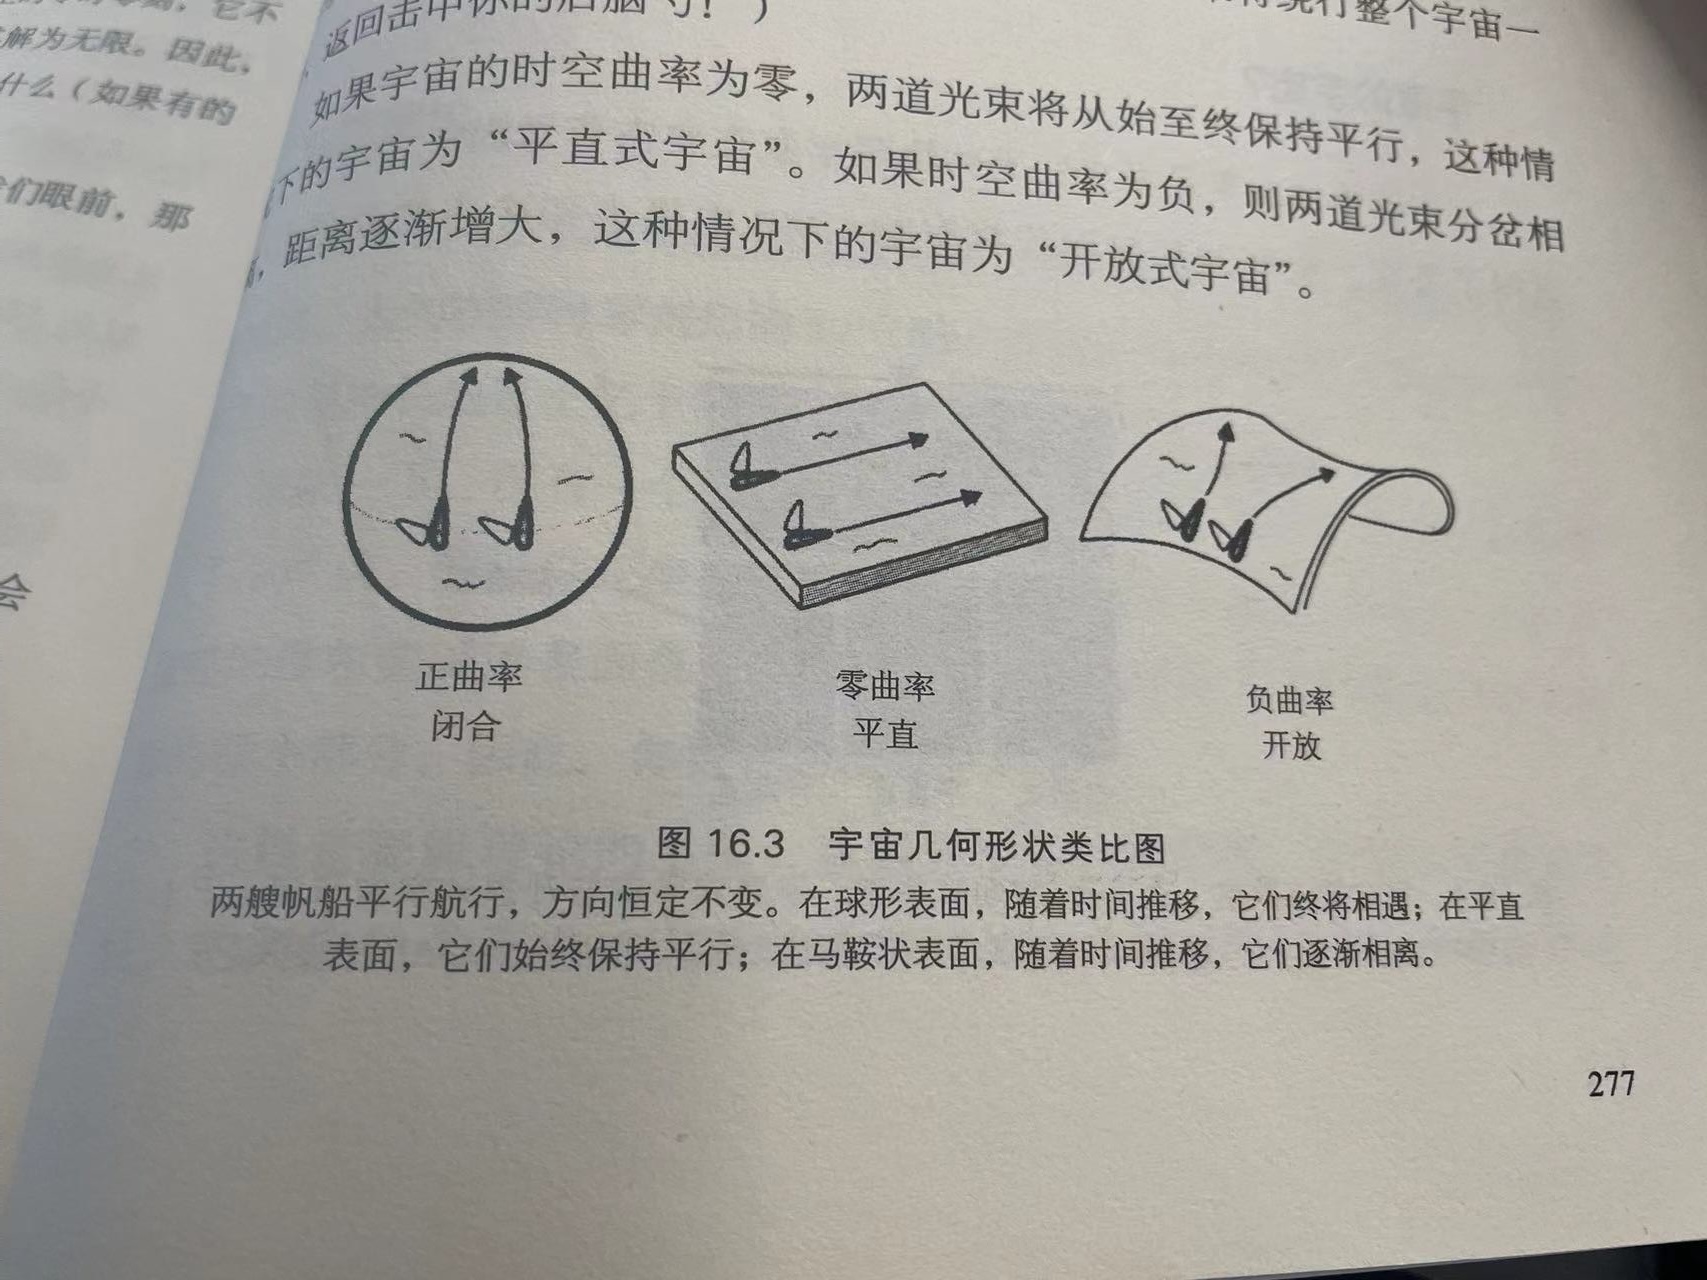 它不
解为无限。因此，
什么（如果有的
们眼前，那
会
返回击中你的后脑勺！）
绕行整个宇宙一
如果宇宙的时空曲率为零，两道光束将从始至终保持平行，这种情
下的宇宙为“平直式宇宙”。如果时空曲率为负，则两道光束分岔相
，距离逐渐增大，这种情况下的宇宙为“开放式宇宙”。
正曲率
闭合
零曲率
平直
负曲率
开放
图 16.3 宇宙几何形状类比图
两艘帆船平行航行，方向恒定不变。在球形表面，随着时间推移，它们终将相遇；在平直
表面，它们始终保持平行；在马鞍状表面，随着时间推移，它们逐渐相离。
277